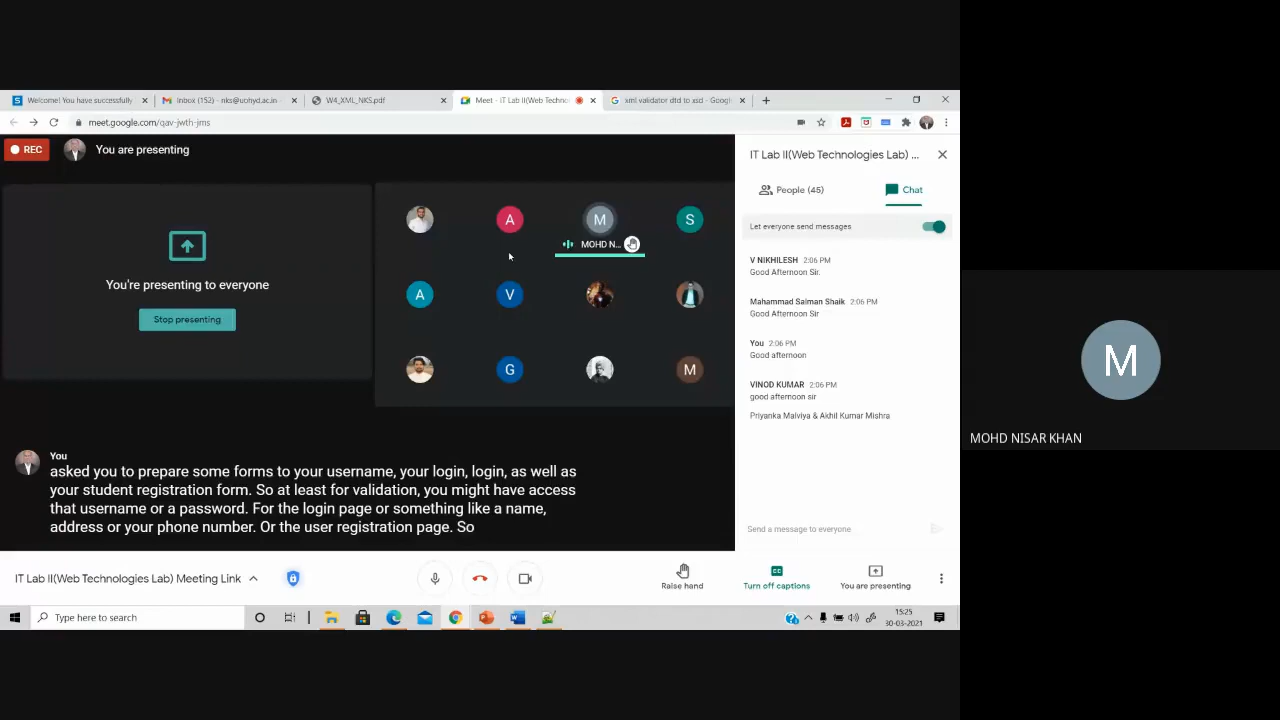 Welcome! You have successfully
Inbox (152) - nks@uohyd.ac.in -
W4_XML_NKS.pdf
Meet - IT Lab II(Web Techno
xml validator dtd to xsd - Googl
meet.google.com/qav-jwth-jms
REC
You are presenting
You're presenting to everyone
Stop presenting
A
M
S
MOHD N...
A
V
G
M
You
asked you to prepare some forms to your username, your login, login, as well as
your student registration form. So at least for validation, you might have access
that username or a password. For the login page or something like a name,
address or your phone number. Or the user registration page. So
IT Lab II(Web Technologies Lab) ...
People (45)
Chat
Let everyone send messages
V NIKHILESH 2:06 PM
Good Afternoon Sir.
Mahammad Salman Shaik 2:06 PM
Good Afternoon Sir
You 2:06 PM
Good afternoon
VINOD KUMAR 2:06 PM
good afternoon sir
Priyanka Malviya & Akhil Kumar Mishra
Send a message to everyone
IT Lab II(Web Technologies Lab) Meeting Link
Raise hand
CC
Turn off captions
You are presenting
Type here to search
15:25
30-03-2021
M
MOHD NISAR KHAN